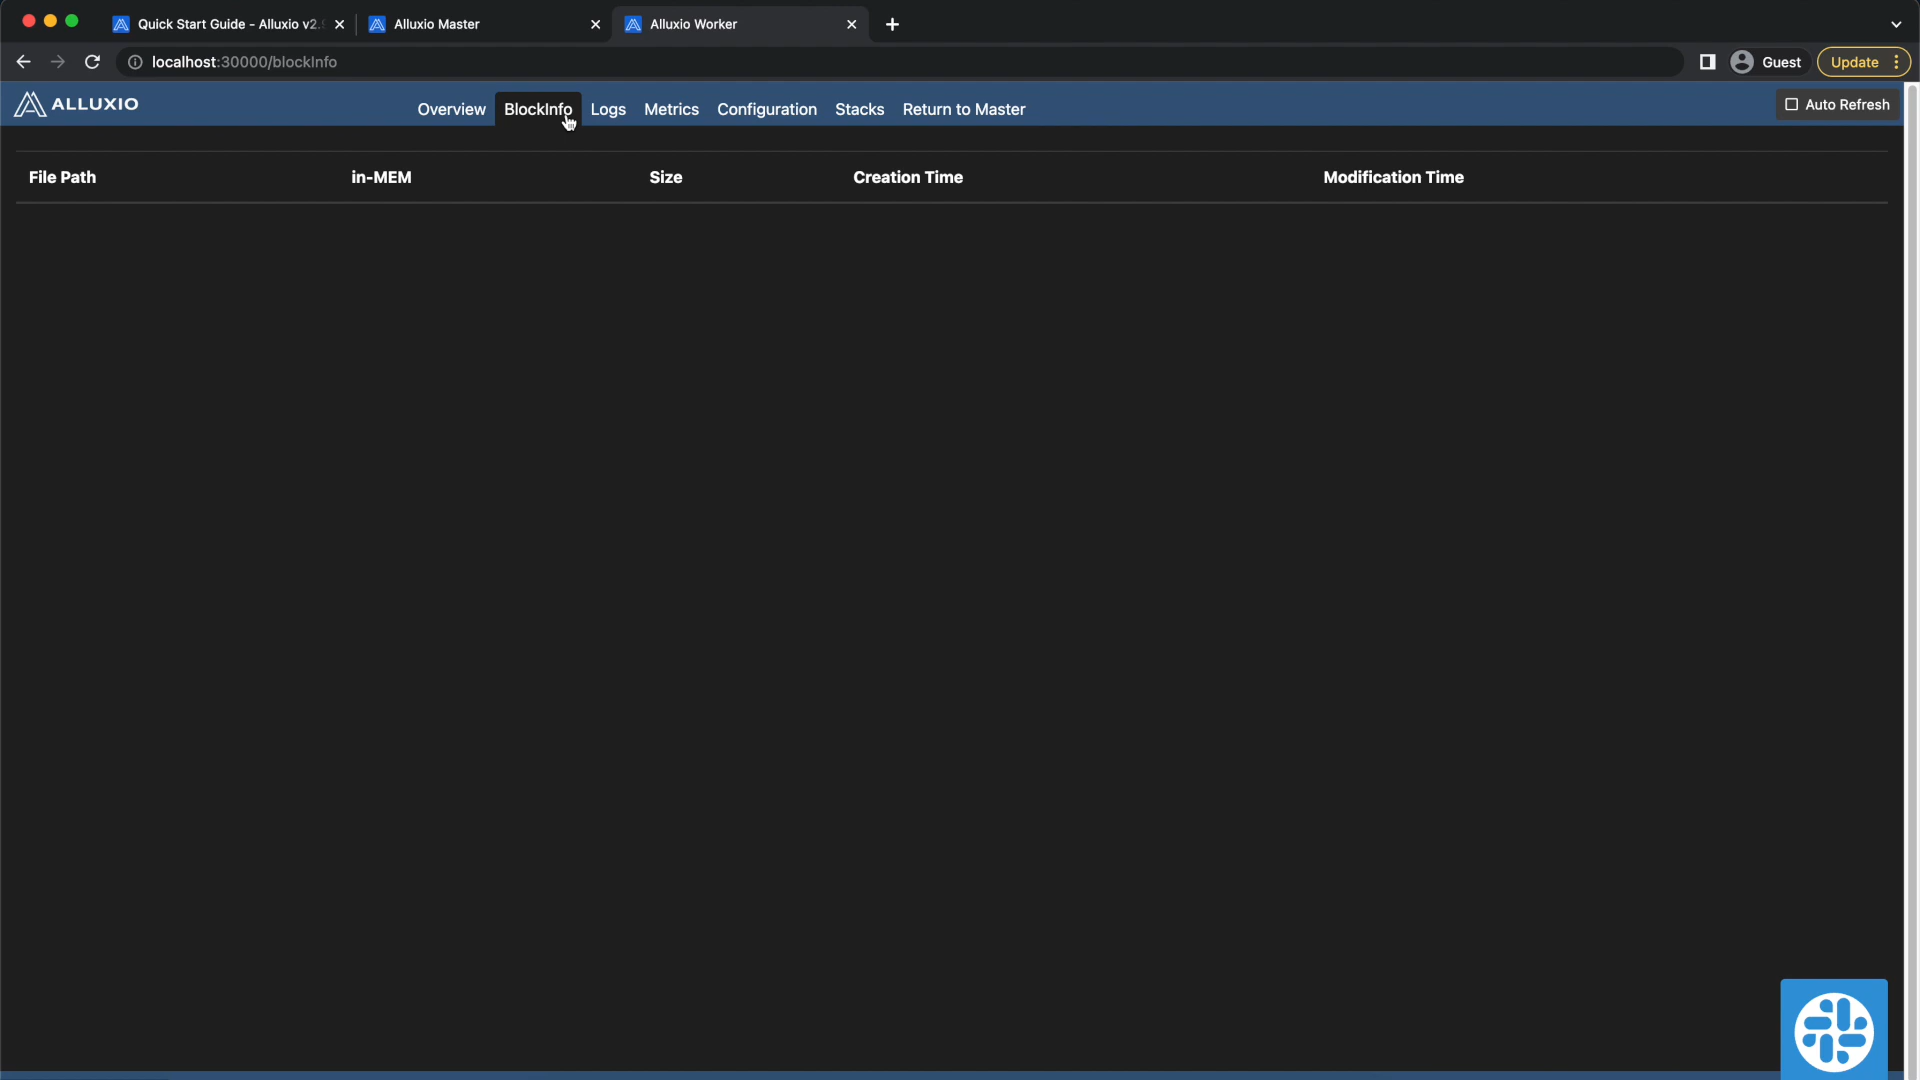 Quick Start Guide - Alluxio v2.
Alluxio Master
Alluxio Worker
localhost:30000/blockInfo
Guest
Update
ALLUXIO
Overview
BlockInfo
Logs
Metrics
Configuration
Stacks
Return to Master
Auto Refresh
File Path
in-MEM
Size
Creation Time
Modification Time